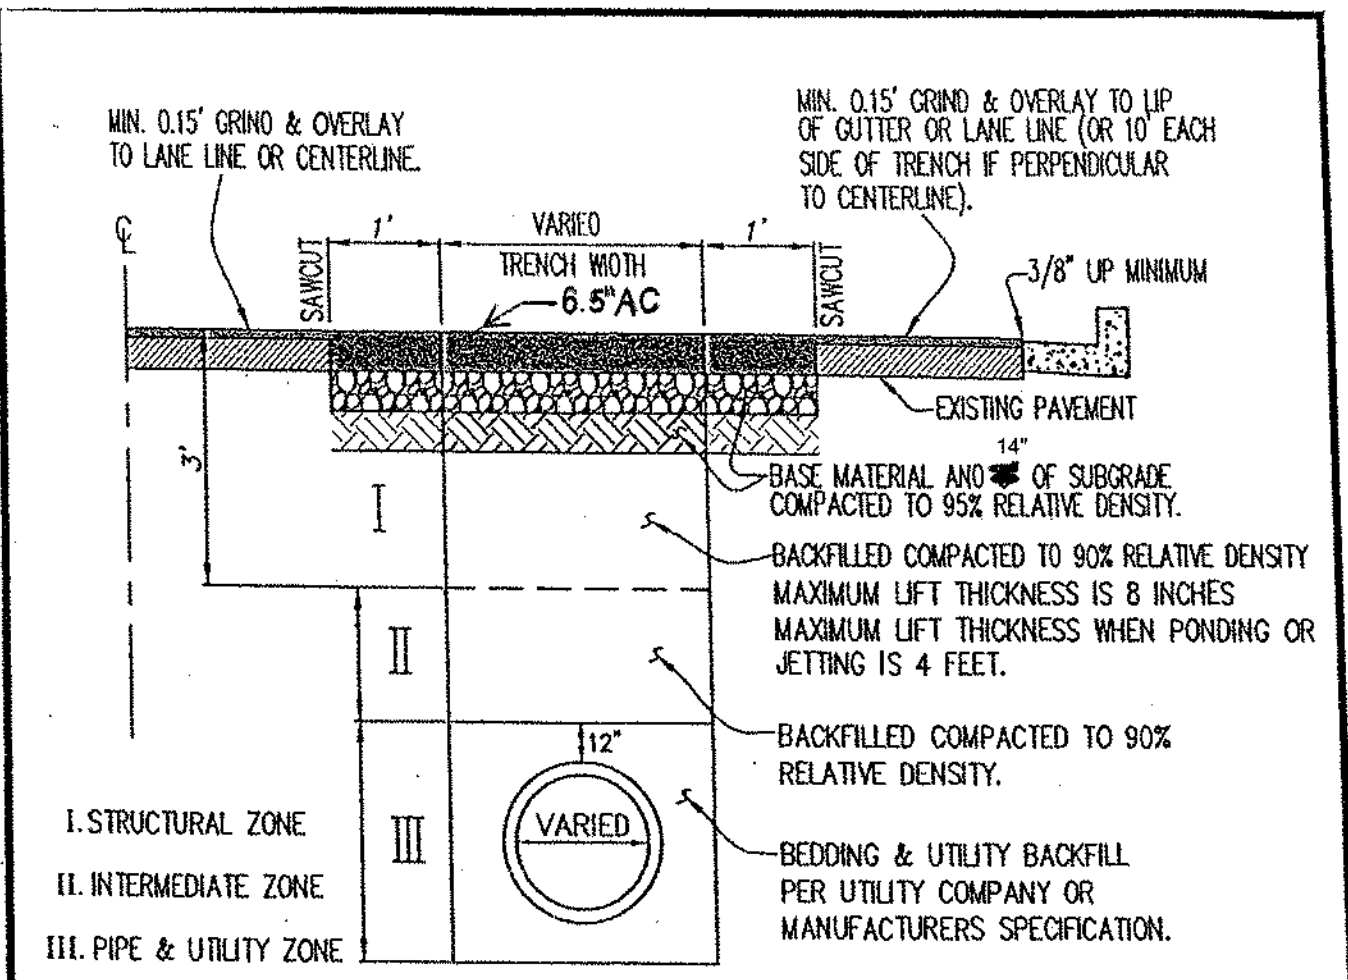 MIN. 0.15' GRIND & OVERLAY
TO LANE LINE OR CENTERLINE.
MIN. 0.15' GRIND & OVERLAY TO LIP
OF GUTTER OR LANE LINE (OR 10' EACH
SIDE OF TRENCH IF PERPENDICULAR
TO CENTERLINE).
℄
SAWCUT
1'
VARIED
TRENCH WIDTH
1'
SAWCUT
6.5" AC
3/8" UP MINIMUM
EXISTING PAVEMENT
3'
14"
BASE MATERIAL AND OF SUBGRADE
COMPACTED TO 95% RELATIVE DENSITY.
I
BACKFILLED COMPACTED TO 90% RELATIVE DENSITY
MAXIMUM LIFT THICKNESS IS 8 INCHES
MAXIMUM LIFT THICKNESS WHEN PONDING OR
JETTING IS 4 FEET.
II
BACKFILLED COMPACTED TO 90%
RELATIVE DENSITY.
12"
III
VARIED
BEDDING & UTILITY BACKFILL
PER UTILITY COMPANY OR
MANUFACTURERS SPECIFICATION.
I. STRUCTURAL ZONE
II. INTERMEDIATE ZONE
III. PIPE & UTILITY ZONE